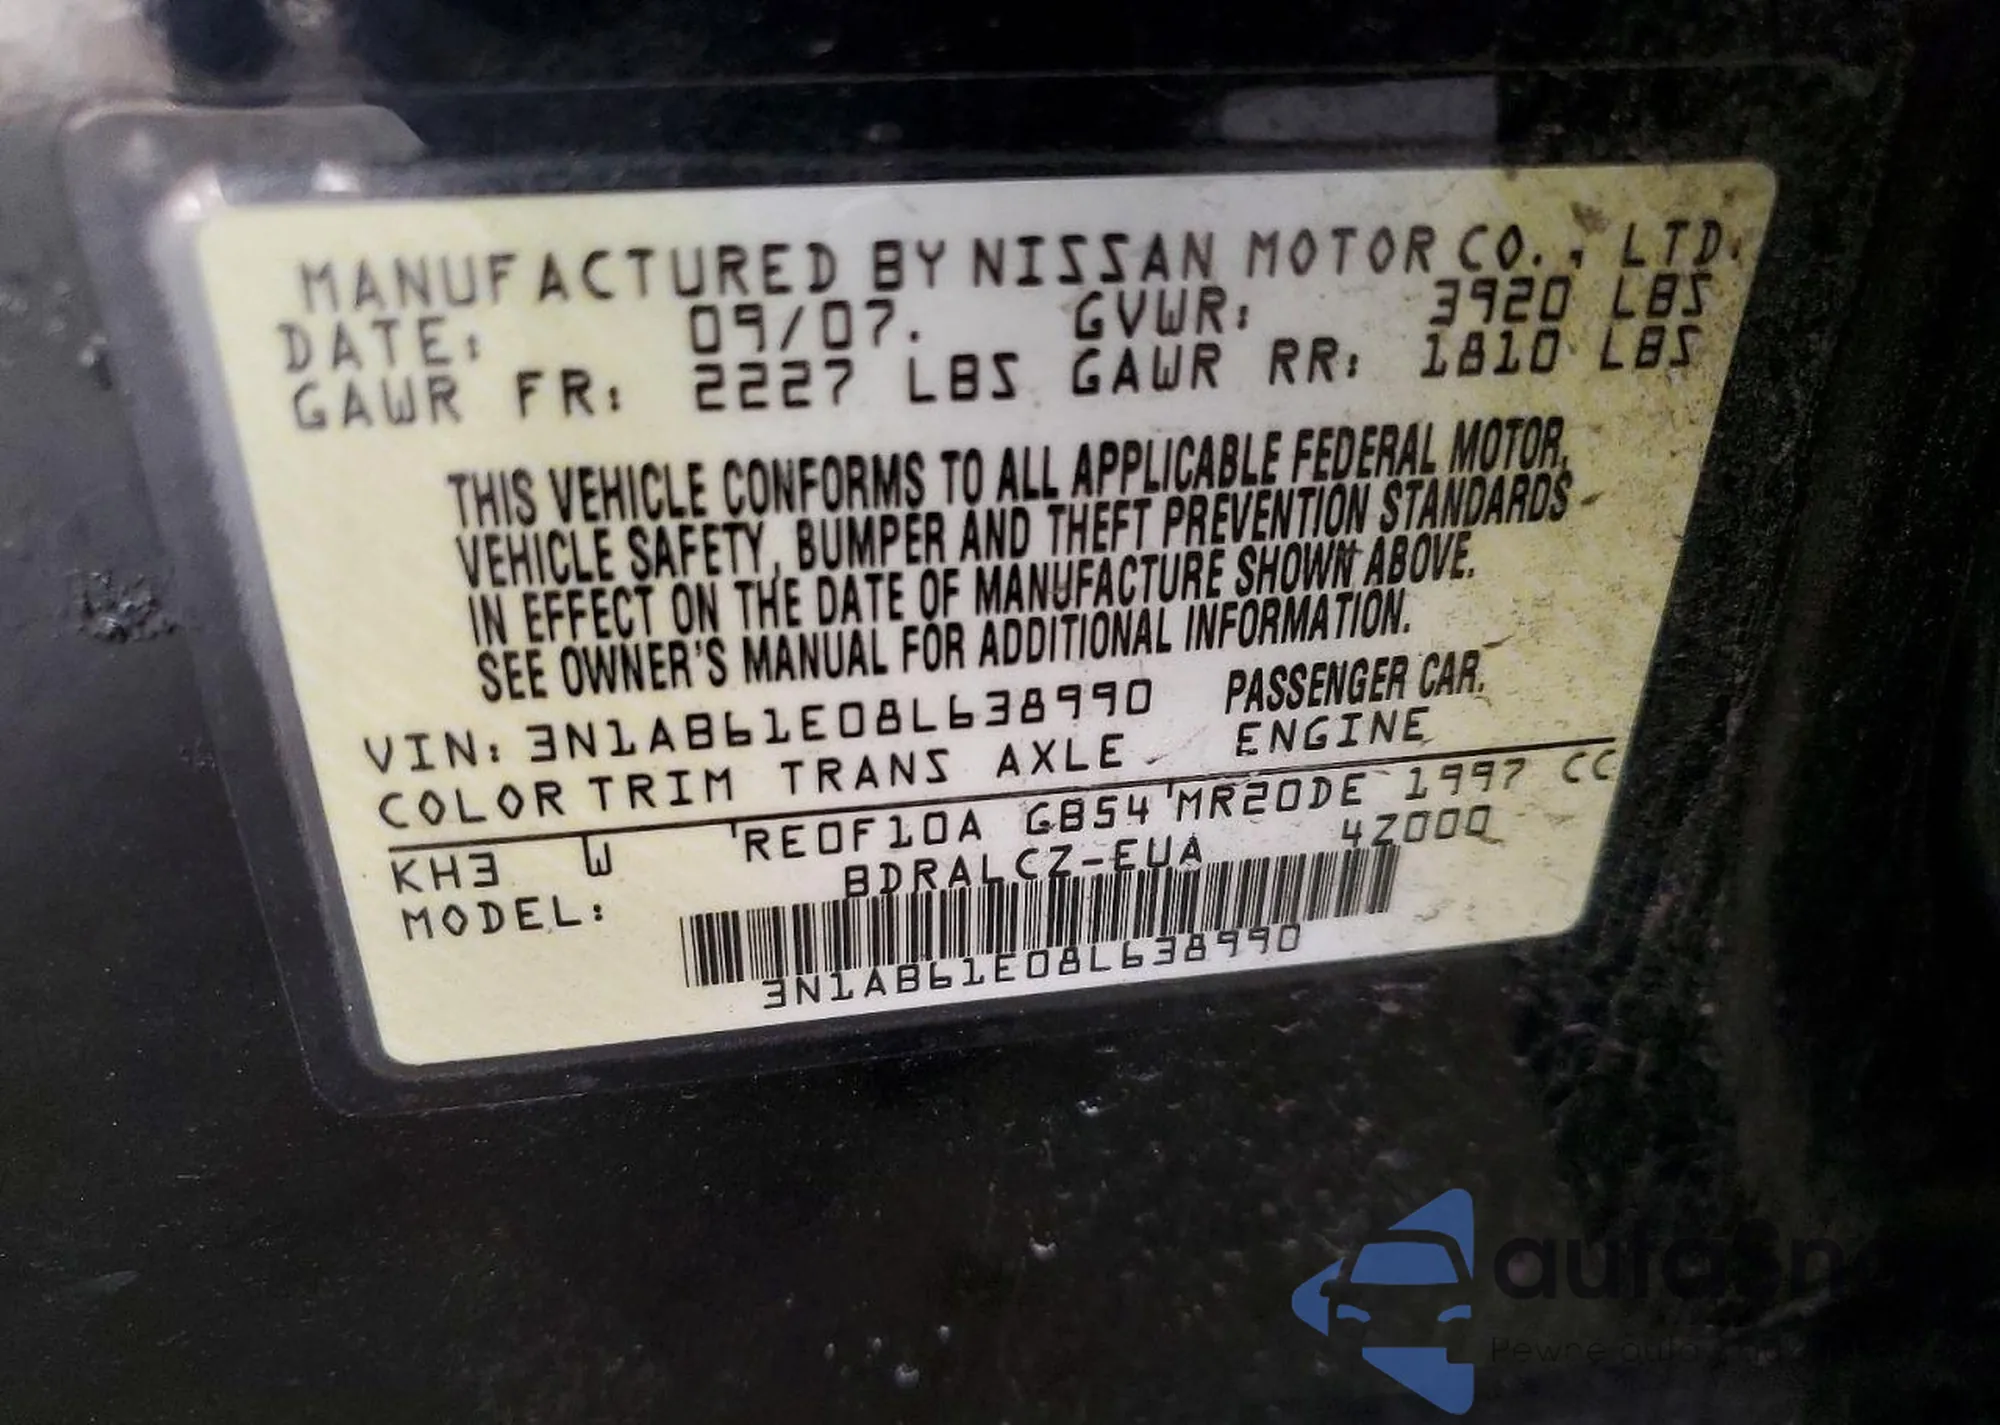 MANUFACTURED BY NISSAN MOTOR CO., LTD.
DATE: 09/07. GVWR: 3920 LBS
GAWR FR: 2227 LBS GAWR RR: 1810 LBS
THIS VEHICLE CONFORMS TO ALL APPLICABLE FEDERAL MOTOR
VEHICLE SAFETY, BUMPER AND THEFT PREVENTION STANDARDS
IN EFFECT ON THE DATE OF MANUFACTURE SHOWN ABOVE.
SEE OWNER'S MANUAL FOR ADDITIONAL INFORMATION.
VIN: 3N1AB61E08L638990 PASSENGER CAR.
COLOR TRIM TRANS AXLE ENGINE
KH3 W RE0F10A GB54 MR20DE 1997 CC
MODEL: BDRALCZ-EUA 4Z000
3N1AB61E08L638990
Pewne auto